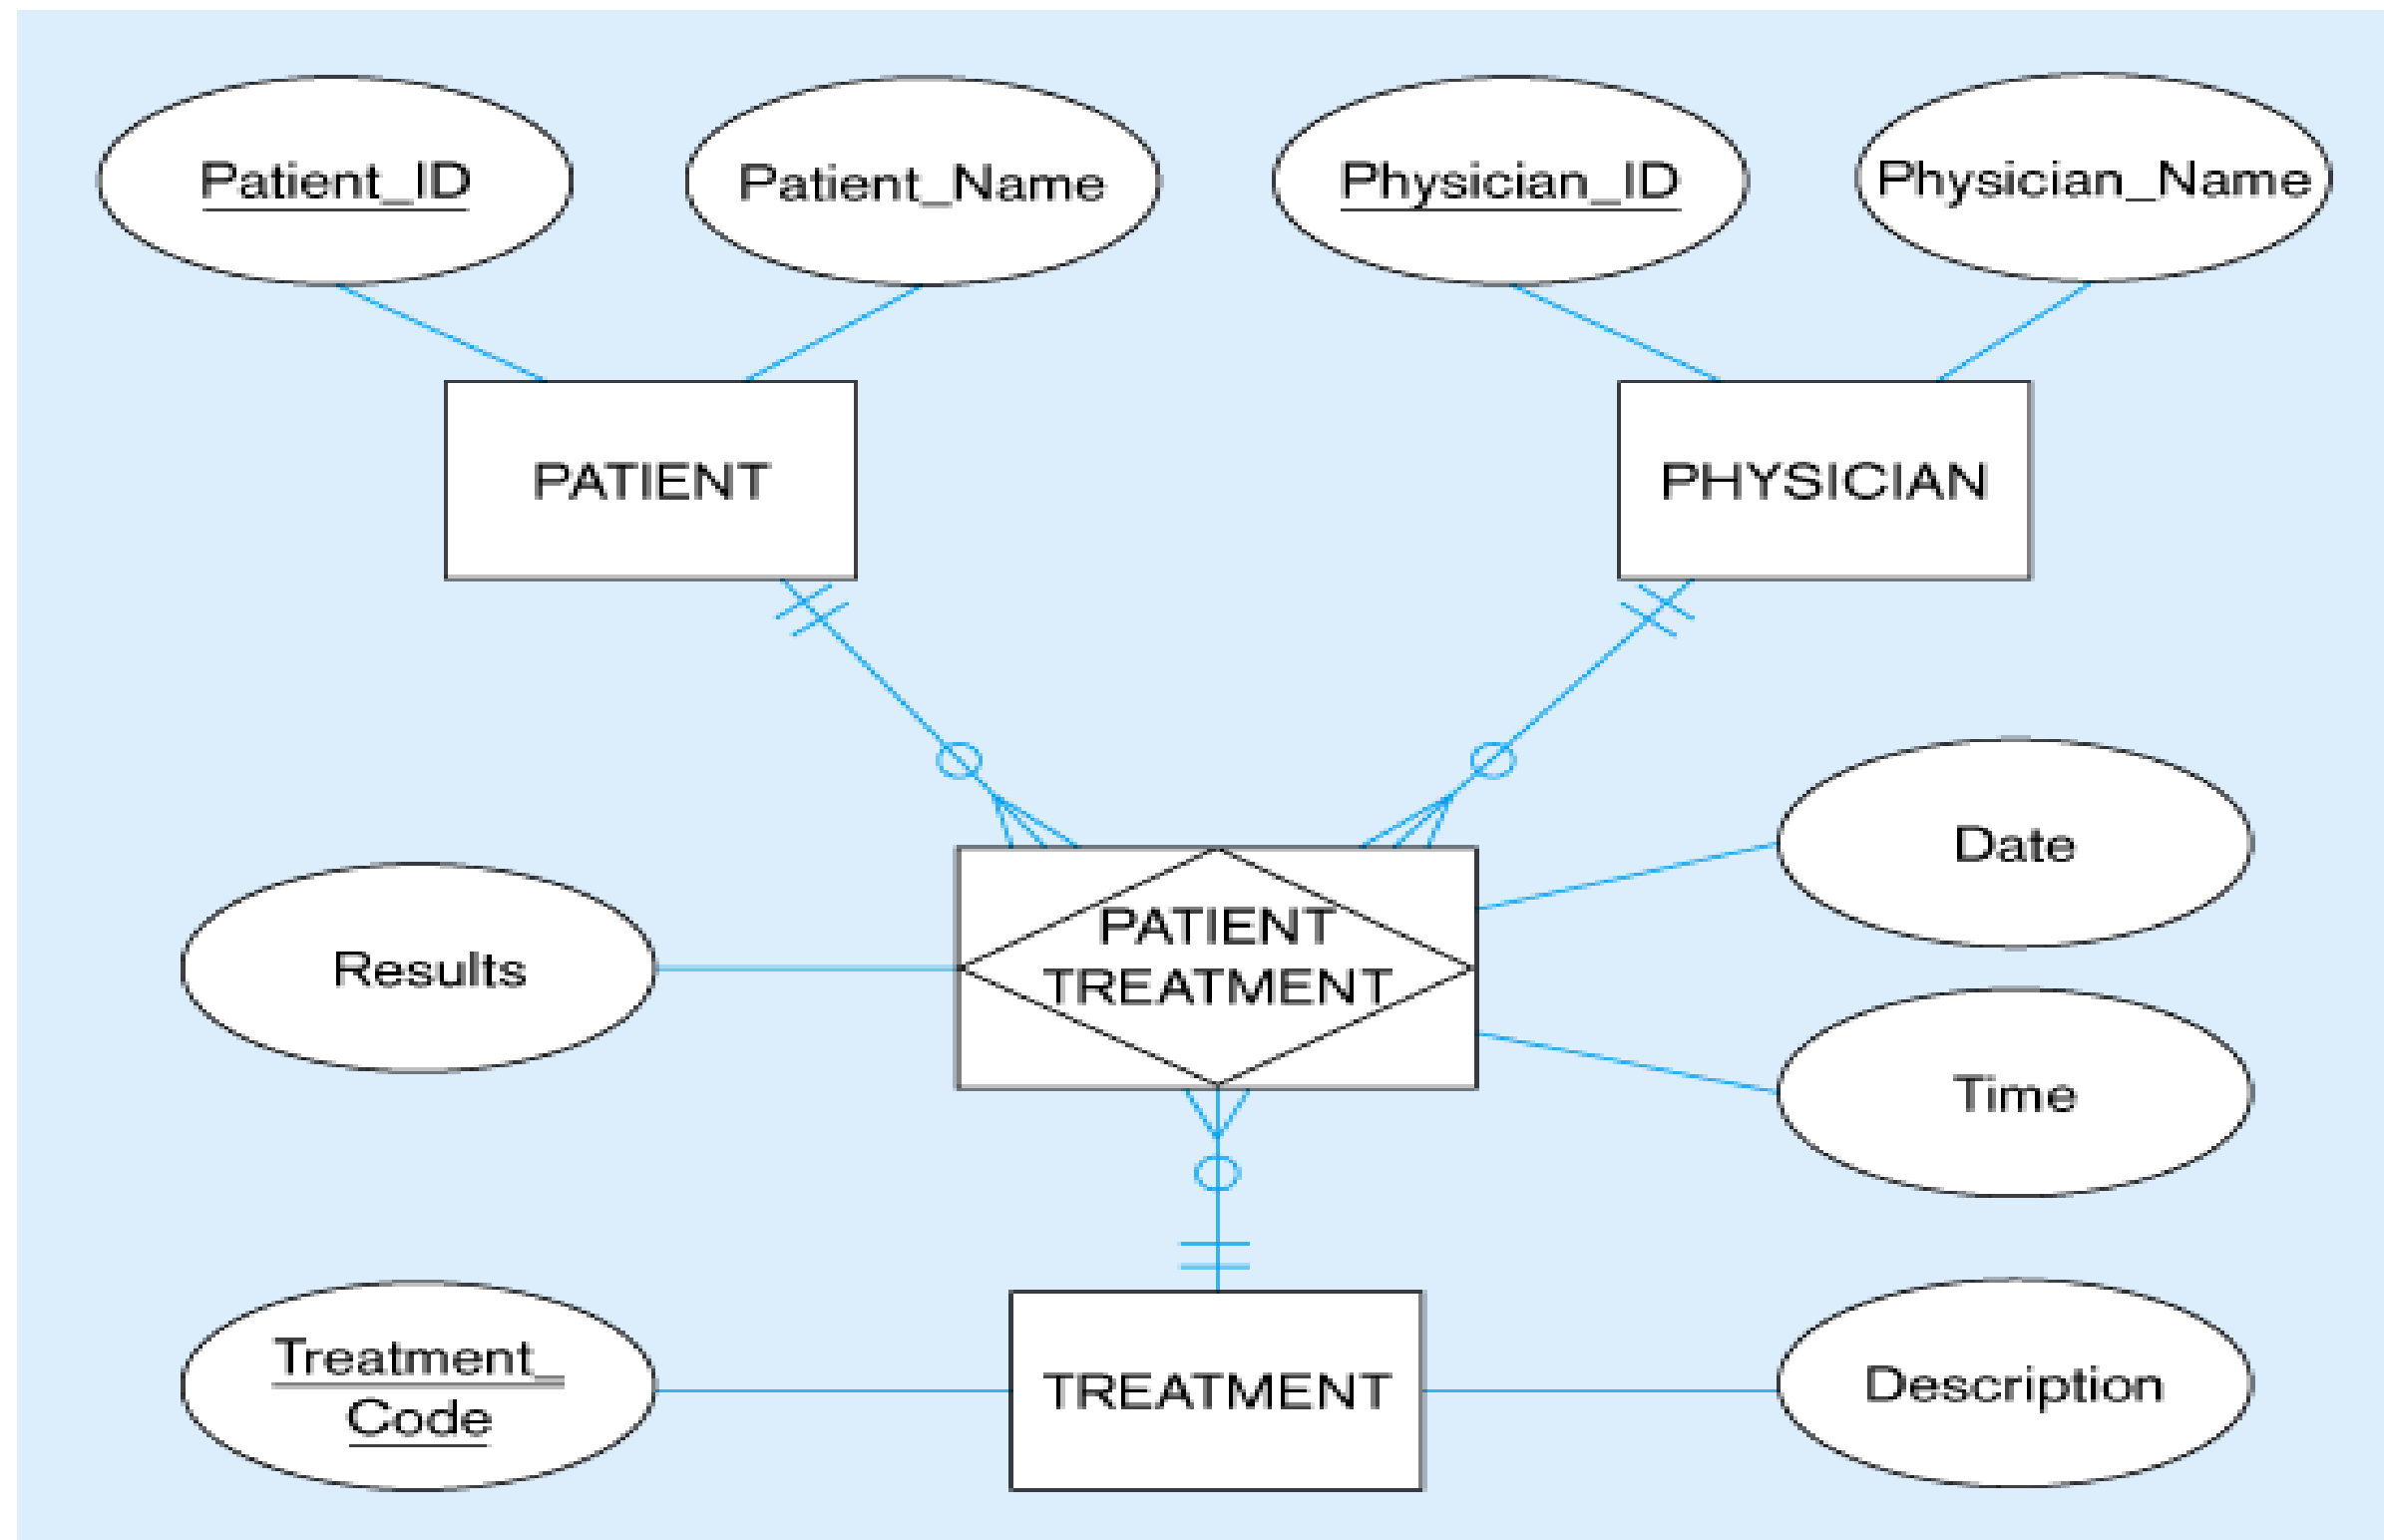 Patient_ID
Patient_Name
Physician_ID
Physician_Name
PATIENT
PHYSICIAN
Date
PATIENT
TREATMENT
Results
Time
Treatment_
Code
TREATMENT
Description